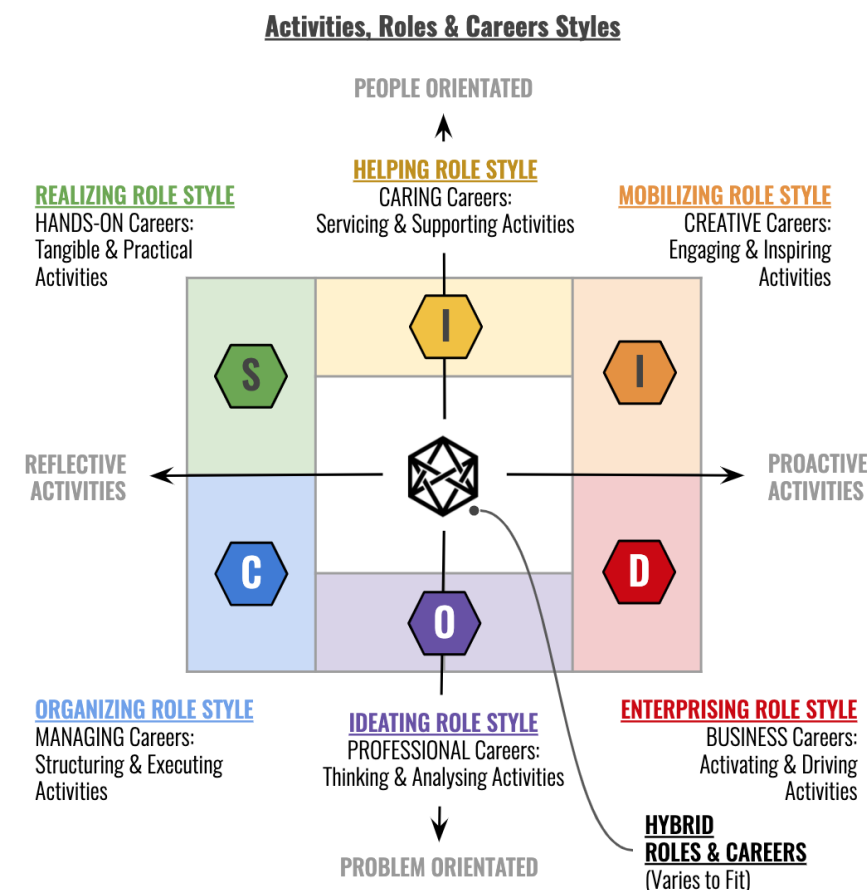 Activities, Roles & Careers Styles
PEOPLE ORIENTATED
HELPING ROLE STYLE
CARING Careers:
Servicing & Supporting Activities
REALIZING ROLE STYLE
HANDS-ON Careers:
Tangible & Practical
Activities
MOBILIZING ROLE STYLE
CREATIVE Careers:
Engaging & Inspiring
Activities
I
S
I
REFLECTIVE
ACTIVITIES
PROACTIVE
ACTIVITIES
C
D
O
ORGANIZING ROLE STYLE
MANAGING Careers:
Structuring & Executing
Activities
IDEATING ROLE STYLE
PROFESSIONAL Careers:
Thinking & Analysing Activities
ENTERPRISING ROLE STYLE
BUSINESS Careers:
Activating & Driving
Activities
PROBLEM ORIENTATED
HYBRID
ROLES & CAREERS
(Varies to Fit)